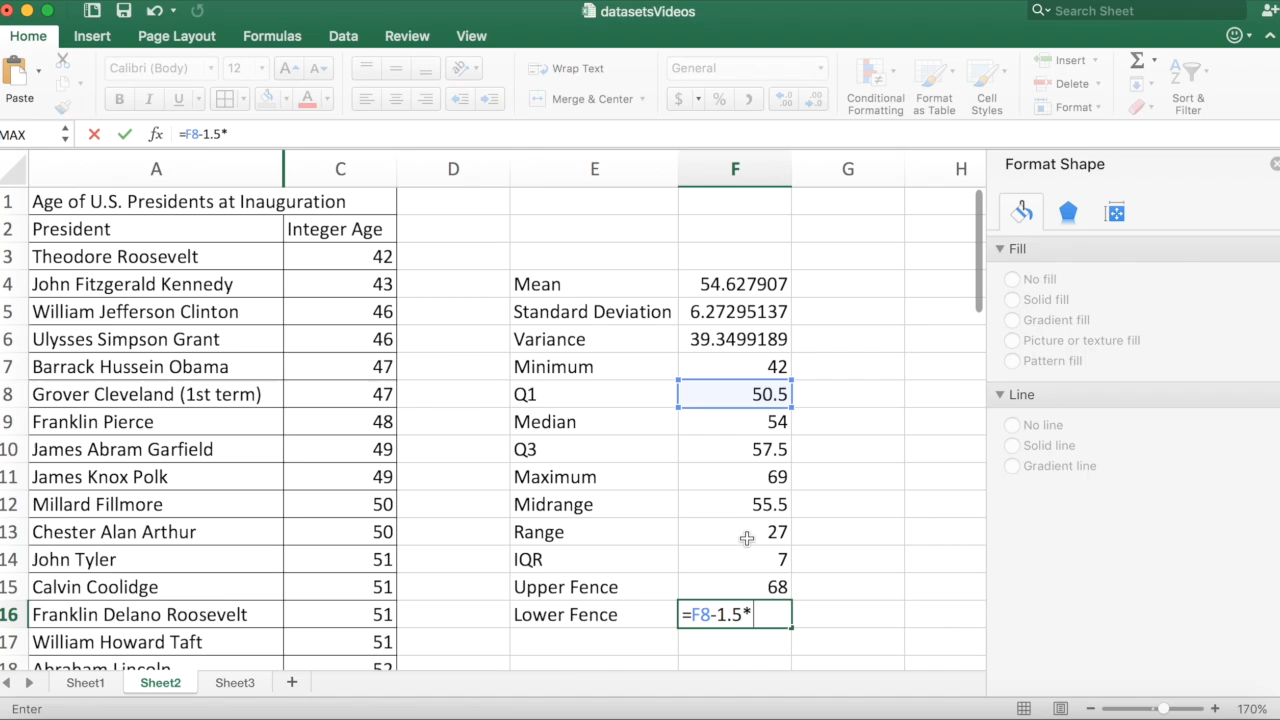 datasetsVideos
Search Sheet
Home Insert Page Layout Formulas Data Review View
Paste
Calibri (Body) 12 A A
B I U A
Wrap Text
Merge & Center
General
$ % )
Conditional Formatting
Format as Table
Cell Styles
Insert
Delete
Format
Σ
A Z
Sort & Filter
MAX fx =F8-1.5*
A C D E F G H
1 Age of U.S. Presidents at Inauguration
2 President Integer Age
3 Theodore Roosevelt 42
4 John Fitzgerald Kennedy 43 Mean 54.627907
5 William Jefferson Clinton 46 Standard Deviation 6.27295137
6 Ulysses Simpson Grant 46 Variance 39.3499189
7 Barrack Hussein Obama 47 Minimum 42
8 Grover Cleveland (1st term) 47 Q1 50.5
9 Franklin Pierce 48 Median 54
10 James Abram Garfield 49 Q3 57.5
11 James Knox Polk 49 Maximum 69
12 Millard Fillmore 50 Midrange 55.5
13 Chester Alan Arthur 50 Range 27
14 John Tyler 51 IQR 7
15 Calvin Coolidge 51 Upper Fence 68
16 Franklin Delano Roosevelt 51 Lower Fence =F8-1.5*
17 William Howard Taft 51
18 Abraham Lincoln 52
Format Shape
Fill
No fill
Solid fill
Gradient fill
Picture or texture fill
Pattern fill
Line
No line
Solid line
Gradient line
Sheet1 Sheet2 Sheet3 +
Enter
170%